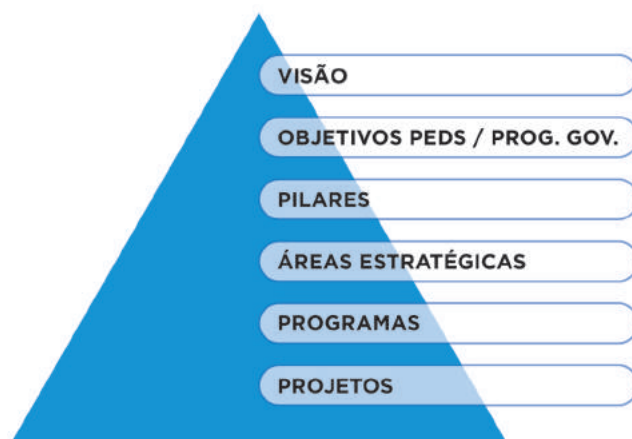 VISÃO
OBJETIVOS PEDS / PROG. GOV.
PILARES
ÁREAS ESTRATÉGICAS
PROGRAMAS
PROJETOS